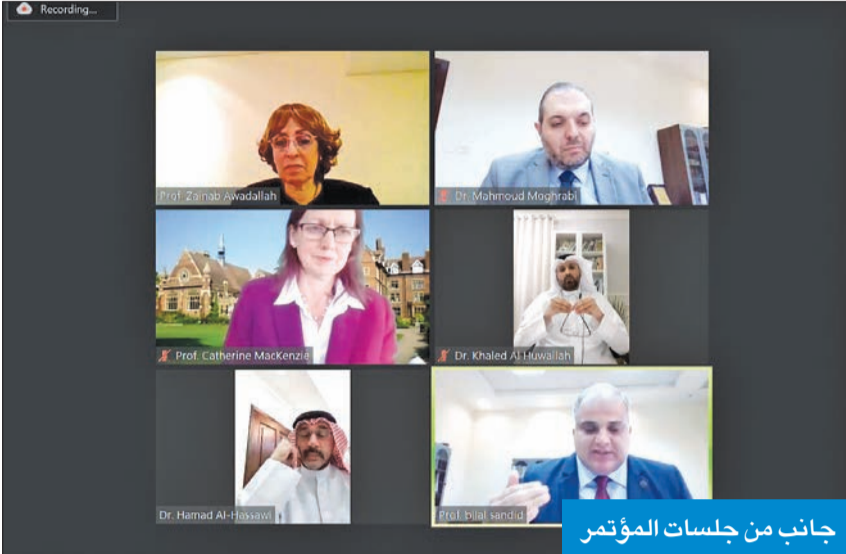 Recording...
Prof. Zainab Awadallah
Dr. Mahmoud Moghrabi
Prof. Catherine MacKenzie
Dr. Khaled Al Huwailah
Dr. Hamad Al-Hassawi
Prof. bilal sandid
جانب من جلسات المؤتمر